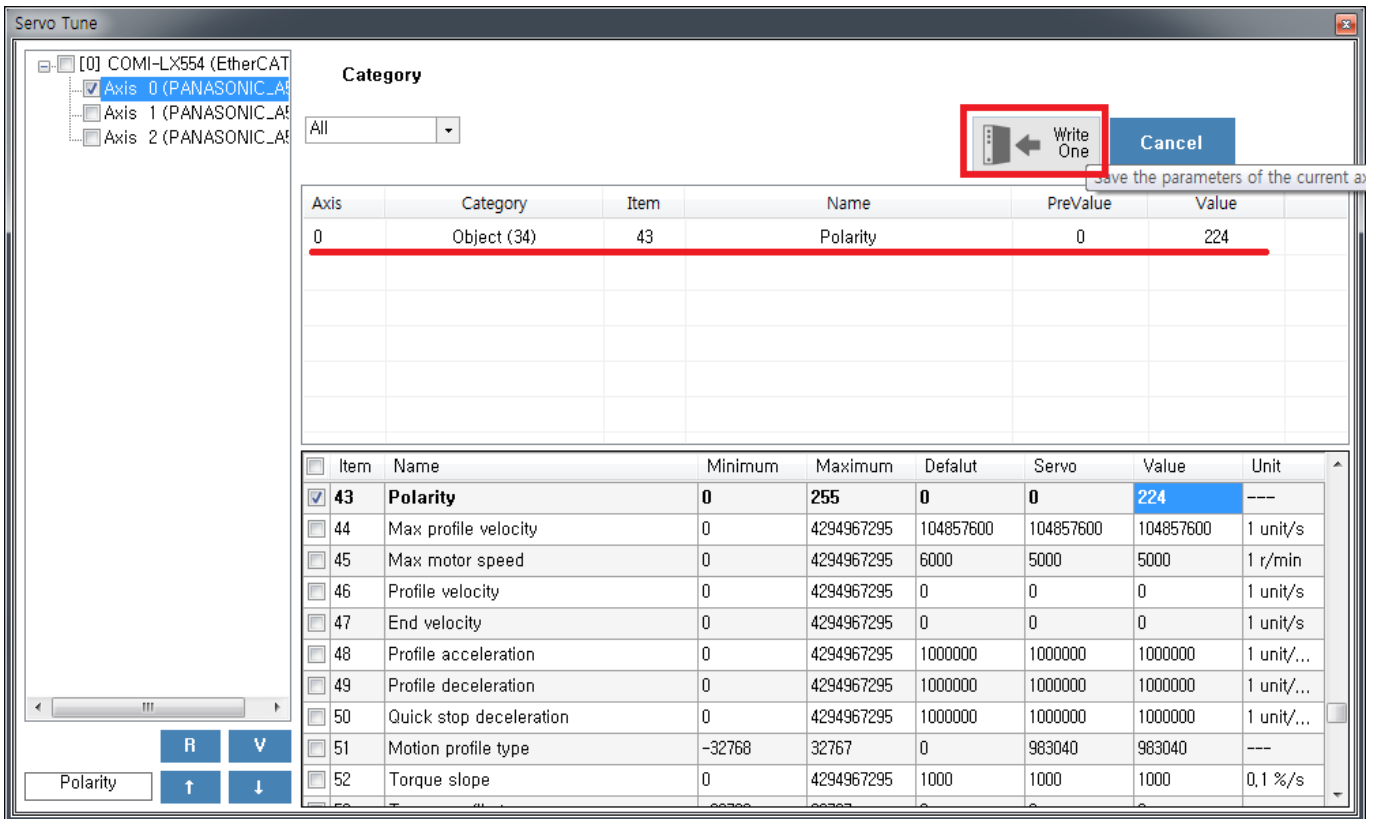 Servo Tune
[0] COMI-LX554 (EtherCAT
Axis 0 (PANASONIC_A5
Axis 1 (PANASONIC_A5
Axis 2 (PANASONIC_A5
Category
All
Write One
Cancel
Save the parameters of the current ax
Axis Category Item Name PreValue Value
0 Object (34) 43 Polarity 0 224
Item Name Minimum Maximum Defalut Servo Value Unit
43 Polarity 0 255 0 0 224 ---
44 Max profile velocity 0 4294967295 104857600 104857600 104857600 1 unit/s
45 Max motor speed 0 4294967295 6000 5000 5000 1 r/min
46 Profile velocity 0 4294967295 0 0 0 1 unit/s
47 End velocity 0 4294967295 0 0 0 1 unit/s
48 Profile acceleration 0 4294967295 1000000 1000000 1000000 1 unit/...
49 Profile deceleration 0 4294967295 1000000 1000000 1000000 1 unit/...
50 Quick stop deceleration 0 4294967295 1000000 1000000 1000000 1 unit/...
51 Motion profile type -32768 32767 0 983040 983040 ---
52 Torque slope 0 4294967295 1000 1000 1000 0,1 %/s
R V
Polarity ↑ ↓